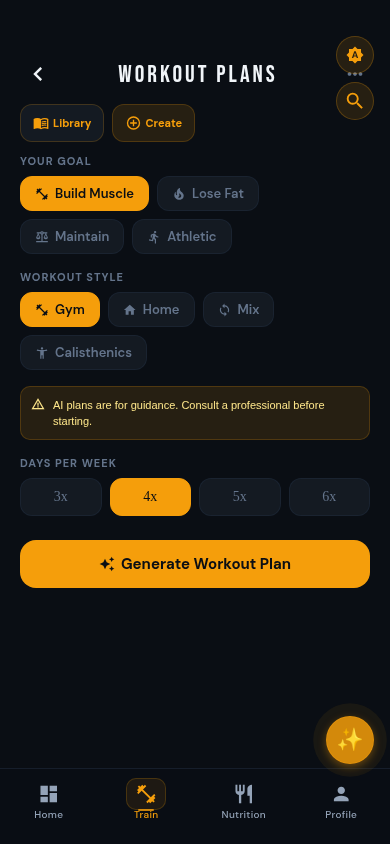 WORKOUT PLANS
A
Library
Create
YOUR GOAL
Build Muscle
Lose Fat
Maintain
Athletic
WORKOUT STYLE
Gym
Home
Mix
Calisthenics
AI plans are for guidance. Consult a professional before
starting.
DAYS PER WEEK
3x
4x
5x
6x
Generate Workout Plan
Home
Train
Nutrition
Profile